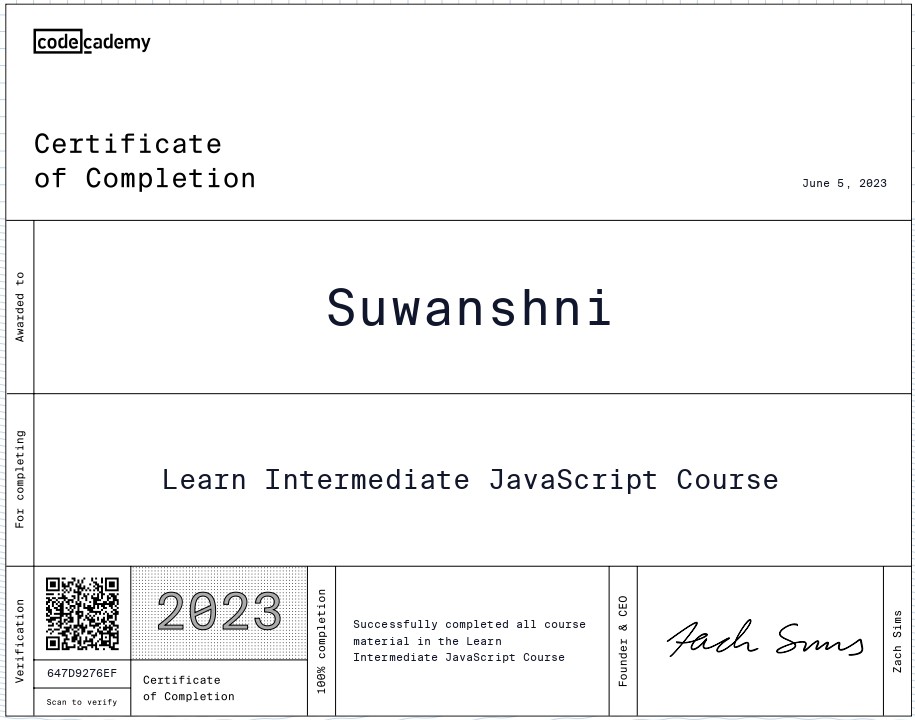 codecademy
Certificate
of Completion
June 5, 2023
Awarded to
Suwanshni
For completing
Learn Intermediate JavaScript Course
Verification
647D9276EF
Scan to verify
2023
Certificate
of Completion
100% completion
Successfully completed all course
material in the Learn
Intermediate JavaScript Course
Founder & CEO
Zach Sims
Zach Sims